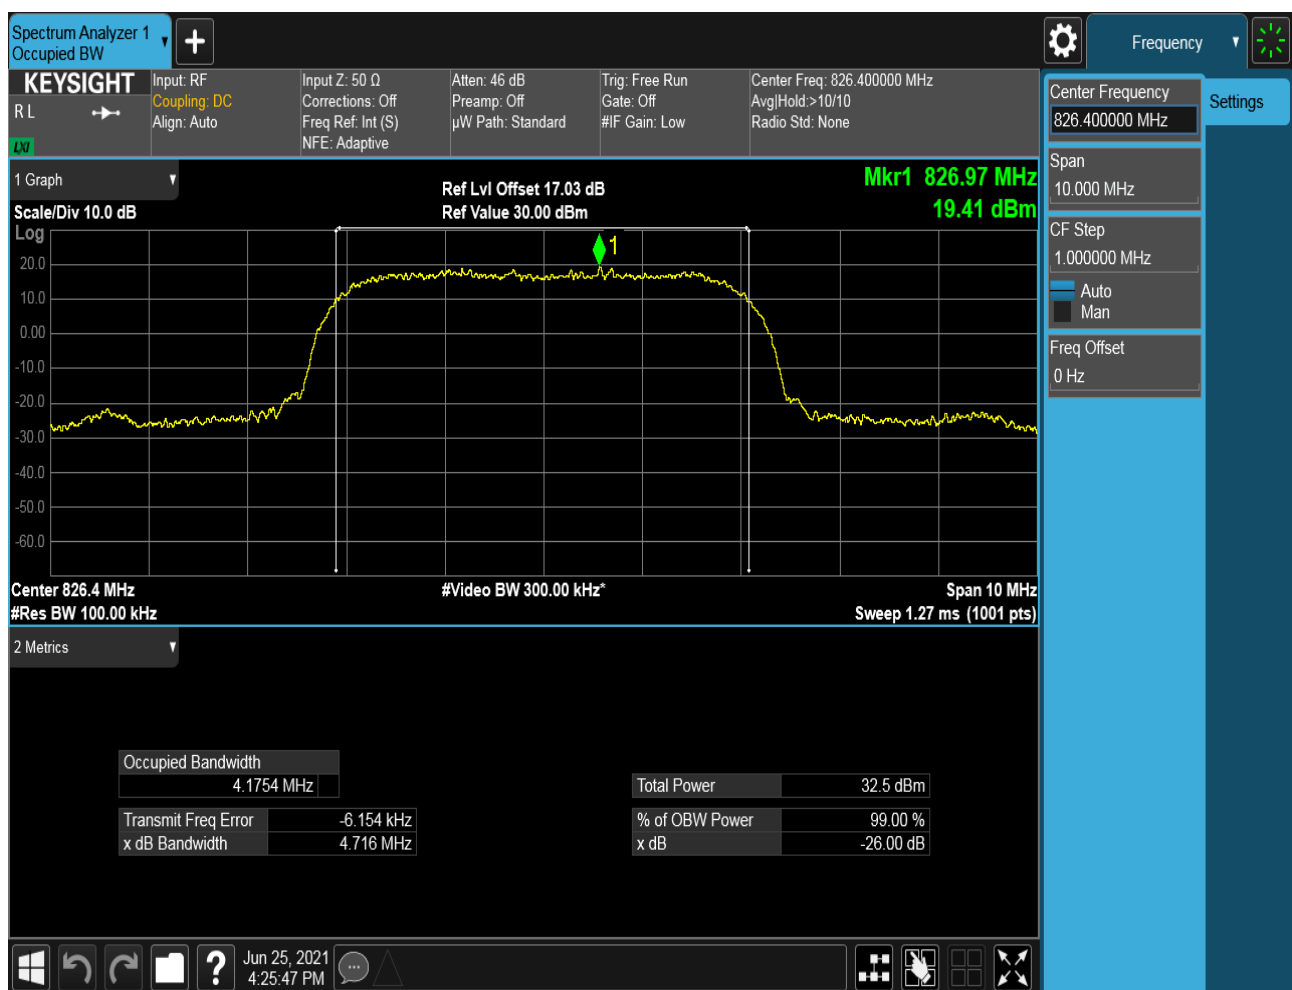 Spectrum Analyzer 1
Occupied BW
Frequency
KEYSIGHT
R L
LXI
Input: RF
Coupling: DC
Align: Auto
Input Z: 50 Ω
Corrections: Off
Freq Ref: Int (S)
NFE: Adaptive
Atten: 46 dB
Preamp: Off
µW Path: Standard
Trig: Free Run
Gate: Off
#IF Gain: Low
Center Freq: 826.400000 MHz
Avg|Hold:>10/10
Radio Std: None
Center Frequency
826.400000 MHz
Settings
Span
10.000 MHz
CF Step
1.000000 MHz
Auto
Man
Freq Offset
0 Hz
1 Graph
Scale/Div 10.0 dB
Ref Lvl Offset 17.03 dB
Ref Value 30.00 dBm
Mkr1 826.97 MHz
19.41 dBm
Log
1
20.0
10.0
0.00
-10.0
-20.0
-30.0
-40.0
-50.0
-60.0
Center 826.4 MHz
#Video BW 300.00 kHz*
Span 10 MHz
#Res BW 100.00 kHz
Sweep 1.27 ms (1001 pts)
2 Metrics
Occupied Bandwidth
4.1754 MHz
Total Power 32.5 dBm
Transmit Freq Error -6.154 kHz
% of OBW Power 99.00 %
x dB Bandwidth 4.716 MHz
x dB -26.00 dB
?
Jun 25, 2021
4:25:47 PM